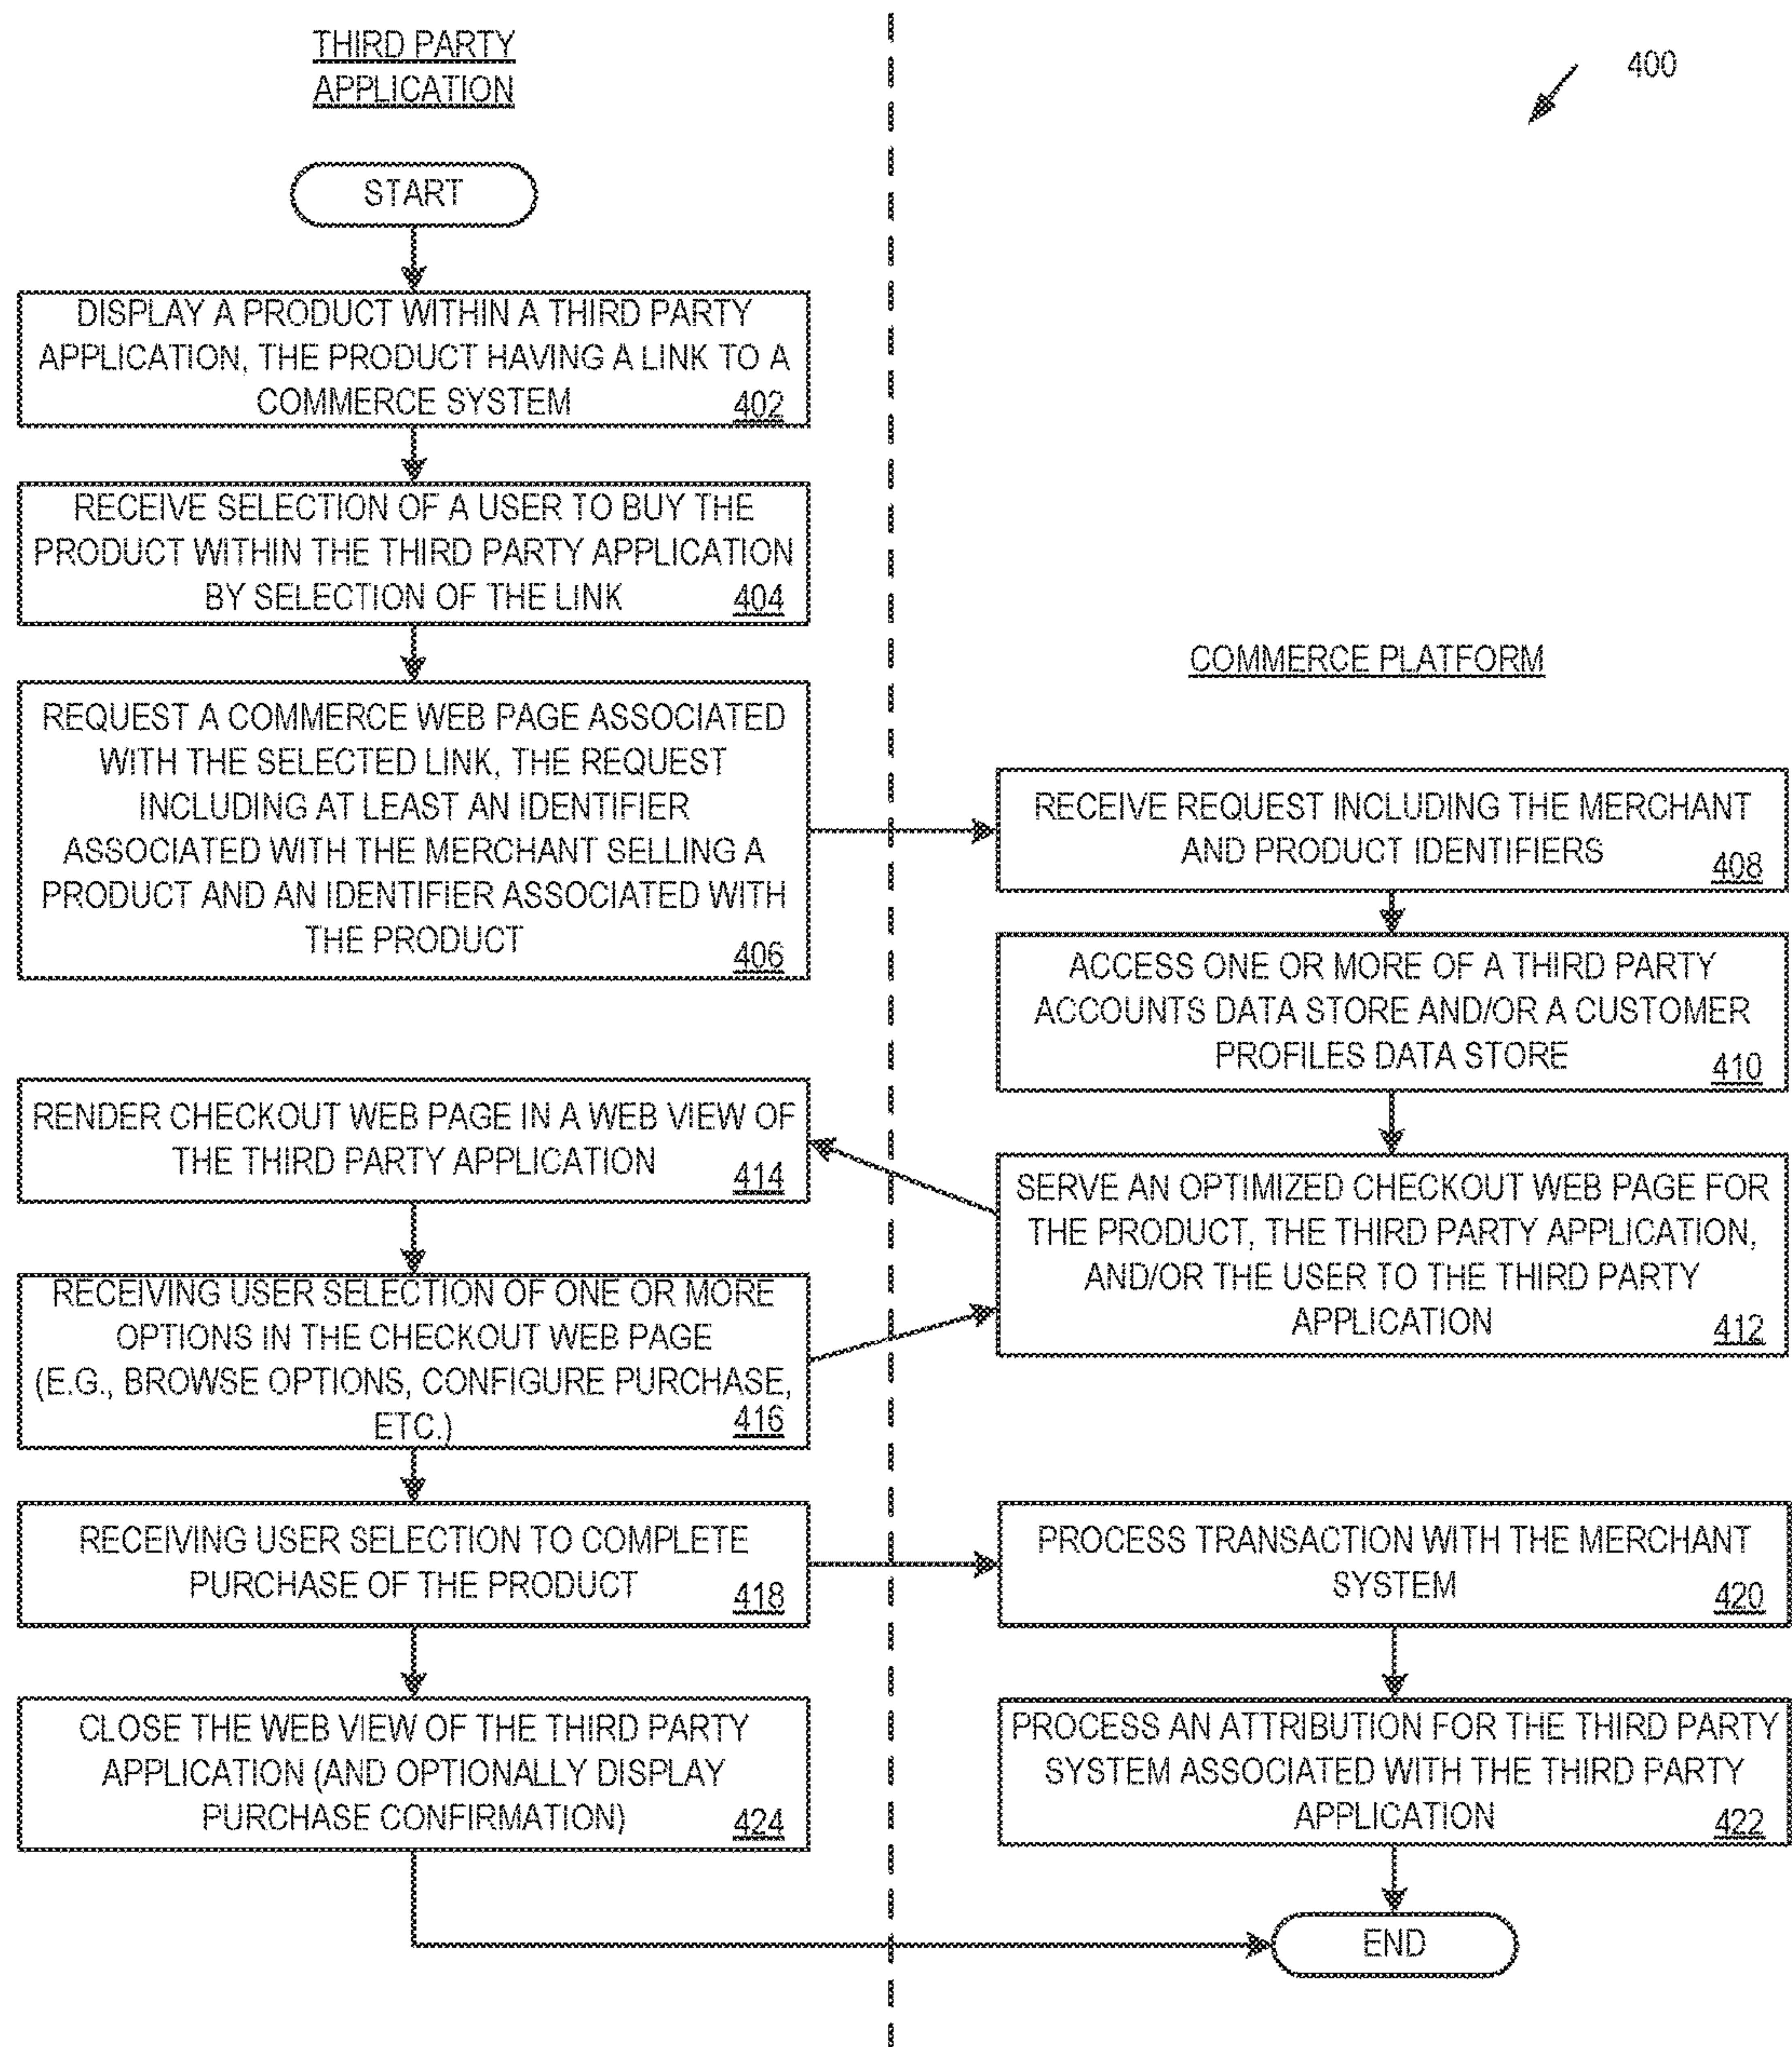 THIRD PARTY
APPLICATION
400
START
DISPLAY A PRODUCT WITHIN A THIRD PARTY
APPLICATION, THE PRODUCT HAVING A LINK TO A
COMMERCE SYSTEM 402
RECEIVE SELECTION OF A USER TO BUY THE
PRODUCT WITHIN THE THIRD PARTY APPLICATION
BY SELECTION OF THE LINK 404
REQUEST A COMMERCE WEB PAGE ASSOCIATED
WITH THE SELECTED LINK, THE REQUEST
INCLUDING AT LEAST AN IDENTIFIER
ASSOCIATED WITH THE MERCHANT SELLING A
PRODUCT AND AN IDENTIFIER ASSOCIATED WITH
THE PRODUCT 406
COMMERCE PLATFORM
RECEIVE REQUEST INCLUDING THE MERCHANT
AND PRODUCT IDENTIFIERS 408
ACCESS ONE OR MORE OF A THIRD PARTY
ACCOUNTS DATA STORE AND/OR A CUSTOMER
PROFILES DATA STORE 410
SERVE AN OPTIMIZED CHECKOUT WEB PAGE FOR
THE PRODUCT, THE THIRD PARTY APPLICATION,
AND/OR THE USER TO THE THIRD PARTY
APPLICATION 412
RENDER CHECKOUT WEB PAGE IN A WEB VIEW OF
THE THIRD PARTY APPLICATION 414
RECEIVING USER SELECTION OF ONE OR MORE
OPTIONS IN THE CHECKOUT WEB PAGE
(E.G., BROWSE OPTIONS, CONFIGURE PURCHASE,
ETC.) 416
RECEIVING USER SELECTION TO COMPLETE
PURCHASE OF THE PRODUCT 418
PROCESS TRANSACTION WITH THE MERCHANT
SYSTEM 420
PROCESS AN ATTRIBUTION FOR THE THIRD PARTY
SYSTEM ASSOCIATED WITH THE THIRD PARTY
APPLICATION 422
CLOSE THE WEB VIEW OF THE THIRD PARTY
APPLICATION (AND OPTIONALLY DISPLAY
PURCHASE CONFIRMATION) 424
END